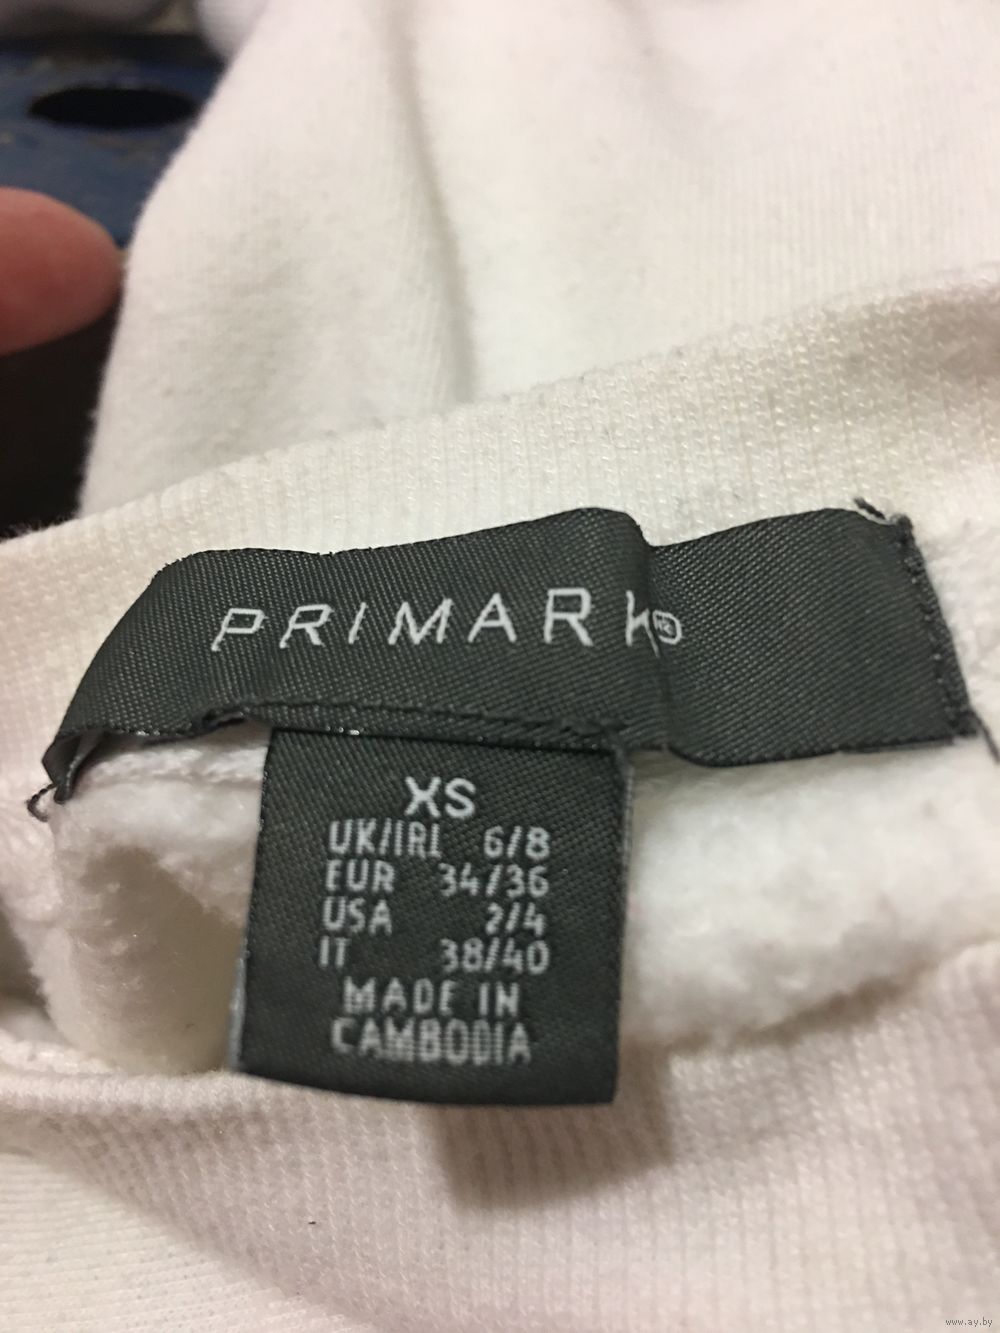 PRIMARK
XS
UK/IRL 6/8
EUR 34/36
USA 2/4
IT 38/40
MADE IN
CAMBODIA
www.ay.by